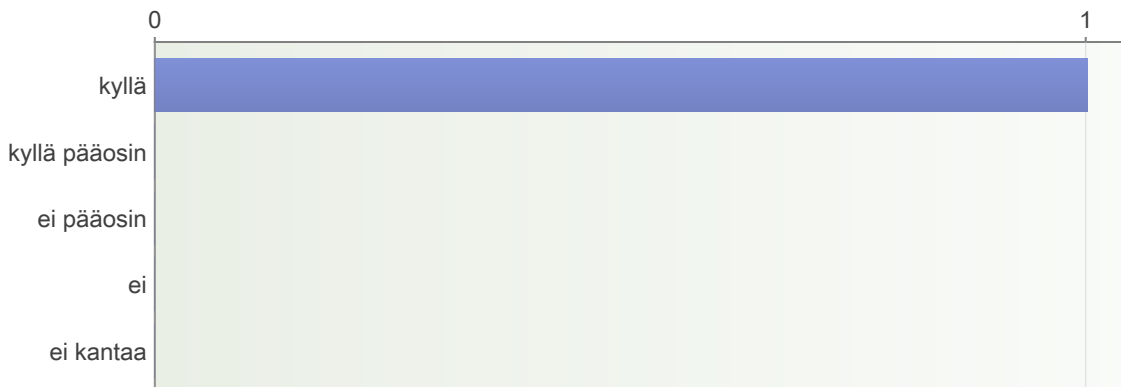 0 1
kyllä
kyllä pääosin
ei pääosin
ei
ei kantaa